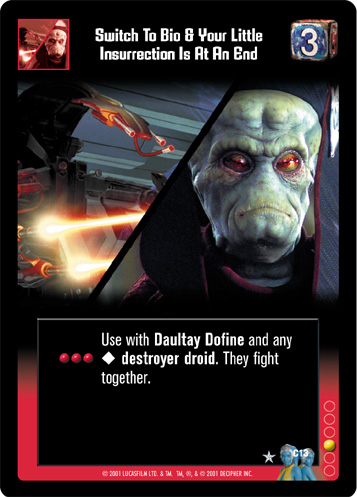 Switch To Bio & Your Little
Insurrection Is At An End
3
Use with Daultay Dofine and any
◆ destroyer droid. They fight
together.
C13
© 2001 LUCASFILM LTD. & TM. TM, ®, & © 2001 DECIPHER INC.